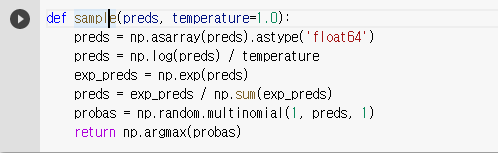 def sample(preds, temperature=1.0):
    preds = np.asarray(preds).astype('float64')
    preds = np.log(preds) / temperature
    exp_preds = np.exp(preds)
    preds = exp_preds / np.sum(exp_preds)
    probas = np.random.multinomial(1, preds, 1)
    return np.argmax(probas)